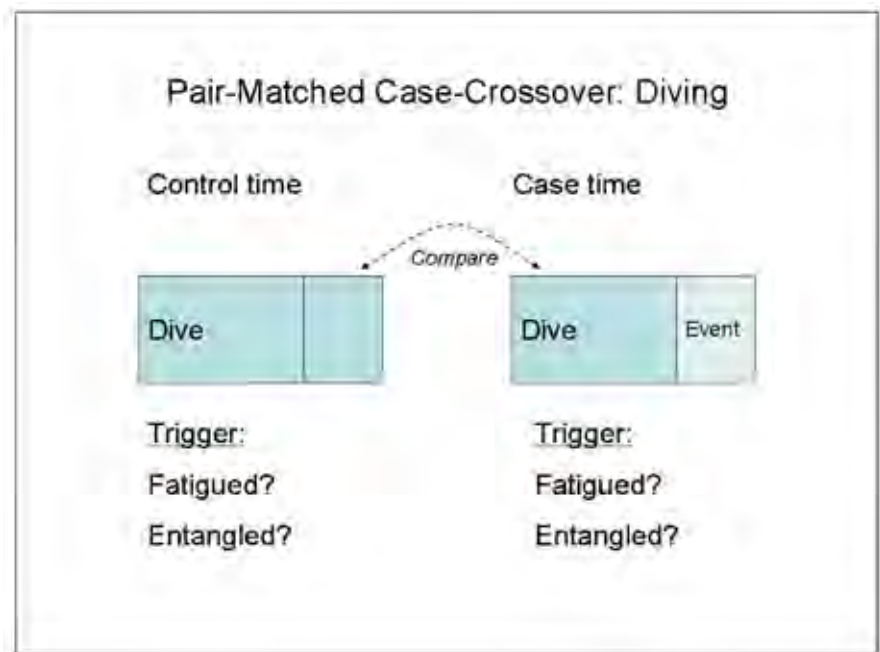 Pair-Matched Case-Crossover: Diving
Control time
Case time
Compare
Dive
Dive
Event
Trigger:
Fatigued?
Entangled?
Trigger:
Fatigued?
Entangled?